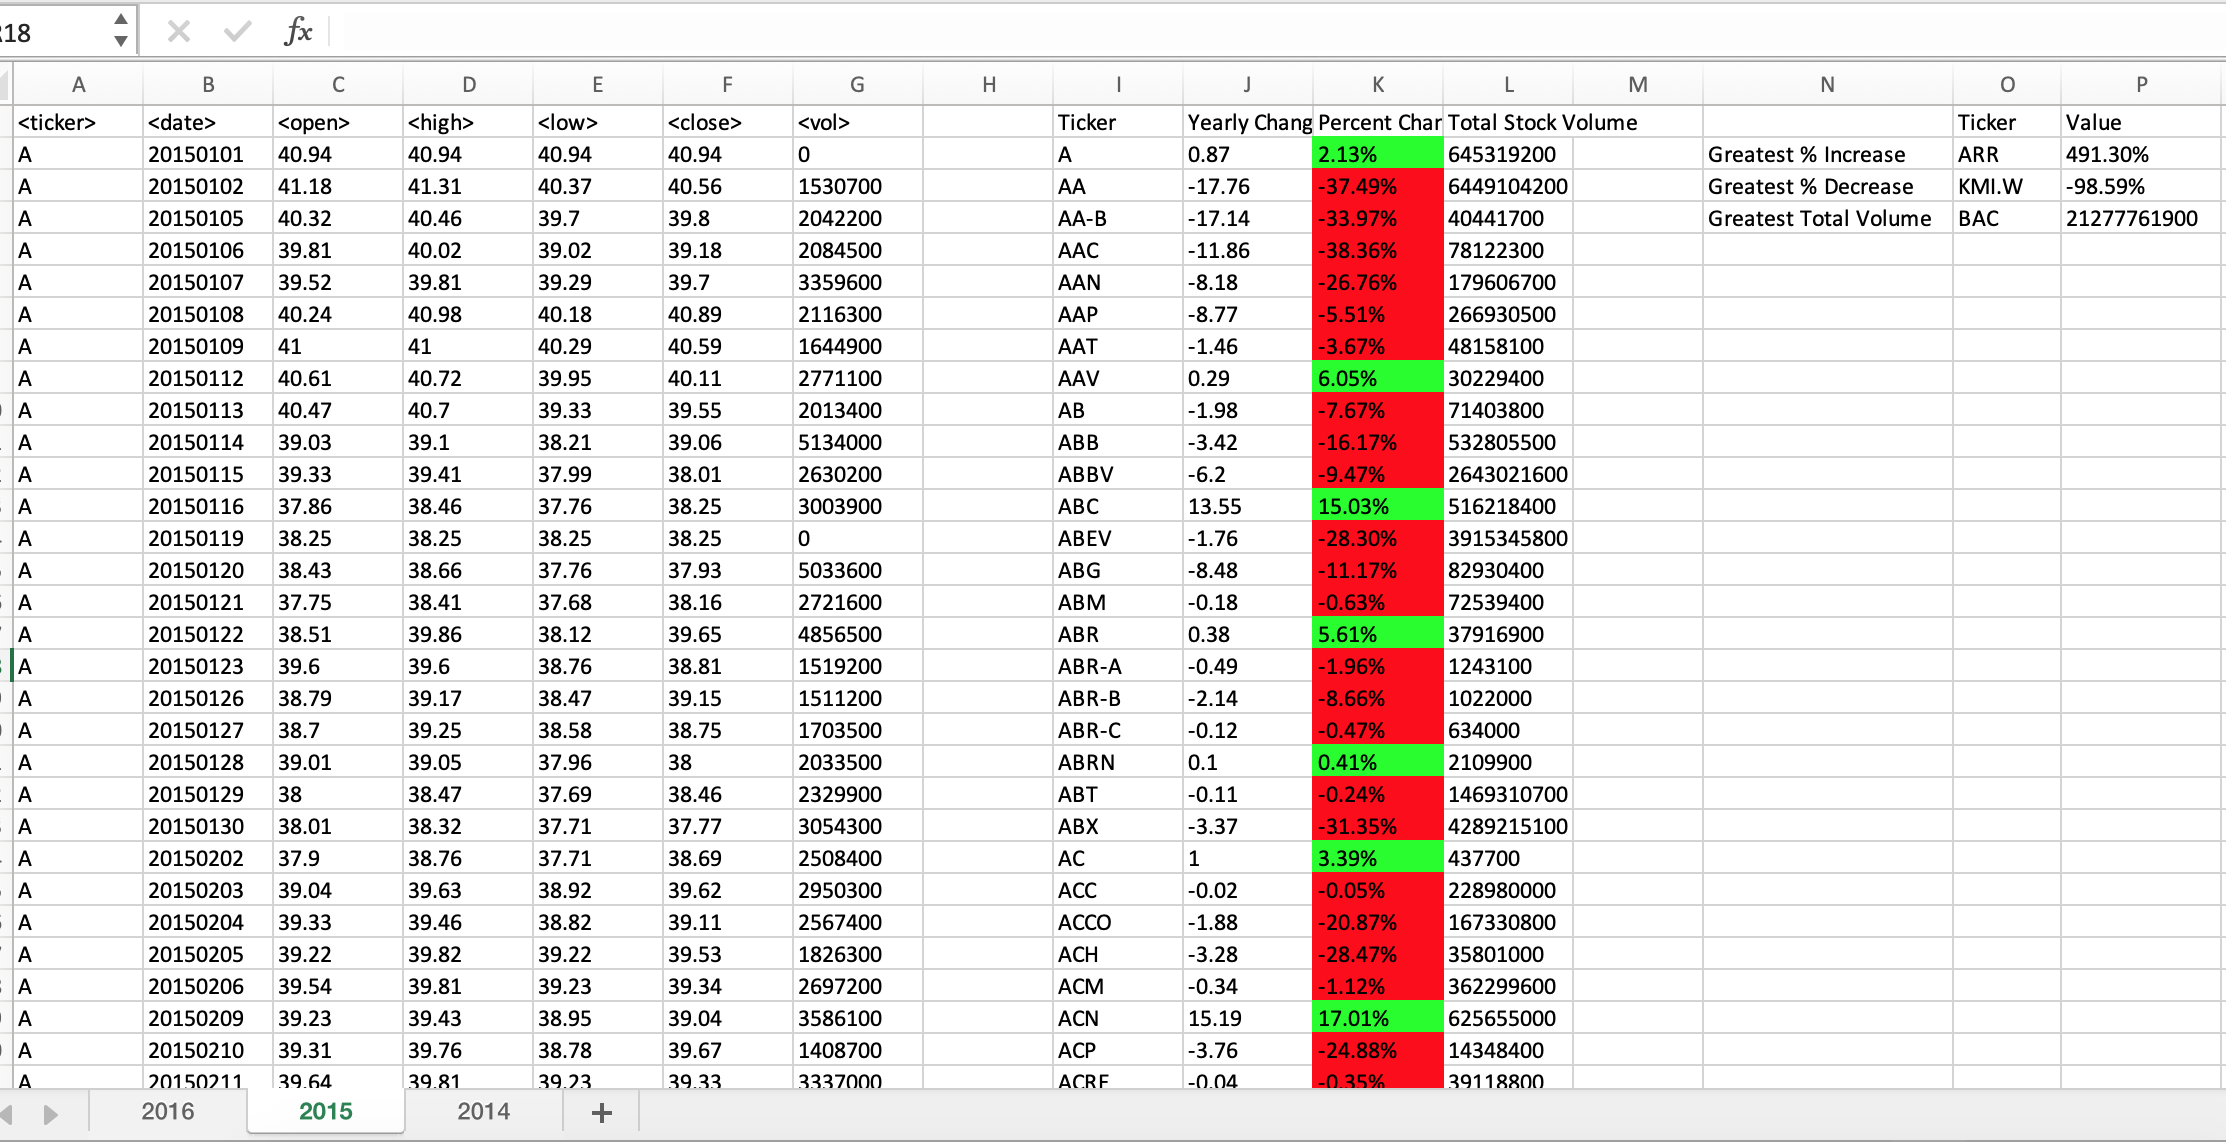 18 fx
A B C D E F G H I J K L M N O P
<ticker> <date> <open> <high> <low> <close> <vol> Ticker Yearly Chang Percent Char Total Stock Volume Ticker Value
A 20150101 40.94 40.94 40.94 40.94 0 A 0.87 2.13% 645319200 Greatest % Increase ARR 491.30%
A 20150102 41.18 41.31 40.37 40.56 1530700 AA -17.76 -37.49% 6449104200 Greatest % Decrease KMI.W -98.59%
A 20150105 40.32 40.46 39.7 39.8 2042200 AA-B -17.14 -33.97% 40441700 Greatest Total Volume BAC 21277761900
A 20150106 39.81 40.02 39.02 39.18 2084500 AAC -11.86 -38.36% 78122300
A 20150107 39.52 39.81 39.29 39.7 3359600 AAN -8.18 -26.76% 179606700
A 20150108 40.24 40.98 40.18 40.89 2116300 AAP -8.77 -5.51% 266930500
A 20150109 41 41 40.29 40.59 1644900 AAT -1.46 -3.67% 48158100
A 20150112 40.61 40.72 39.95 40.11 2771100 AAV 0.29 6.05% 30229400
A 20150113 40.47 40.7 39.33 39.55 2013400 AB -1.98 -7.67% 71403800
A 20150114 39.03 39.1 38.21 39.06 5134000 ABB -3.42 -16.17% 532805500
A 20150115 39.33 39.41 37.99 38.01 2630200 ABBV -6.2 -9.47% 2643021600
A 20150116 37.86 38.46 37.76 38.25 3003900 ABC 13.55 15.03% 516218400
A 20150119 38.25 38.25 38.25 38.25 0 ABEV -1.76 -28.30% 3915345800
A 20150120 38.43 38.66 37.76 37.93 5033600 ABG -8.48 -11.17% 82930400
A 20150121 37.75 38.41 37.68 38.16 2721600 ABM -0.18 -0.63% 72539400
A 20150122 38.51 39.86 38.12 39.65 4856500 ABR 0.38 5.61% 37916900
A 20150123 39.6 39.6 38.76 38.81 1519200 ABR-A -0.49 -1.96% 1243100
A 20150126 38.79 39.17 38.47 39.15 1511200 ABR-B -2.14 -8.66% 1022000
A 20150127 38.7 39.25 38.58 38.75 1703500 ABR-C -0.12 -0.47% 634000
A 20150128 39.01 39.05 37.96 38 2033500 ABRN 0.1 0.41% 2109900
A 20150129 38 38.47 37.69 38.46 2329900 ABT -0.11 -0.24% 1469310700
A 20150130 38.01 38.32 37.71 37.77 3054300 ABX -3.37 -31.35% 4289215100
A 20150202 37.9 38.76 37.71 38.69 2508400 AC 1 3.39% 437700
A 20150203 39.04 39.63 38.92 39.62 2950300 ACC -0.02 -0.05% 228980000
A 20150204 39.33 39.46 38.82 39.11 2567400 ACCO -1.88 -20.87% 167330800
A 20150205 39.22 39.82 39.22 39.53 1826300 ACH -3.28 -28.47% 35801000
A 20150206 39.54 39.81 39.23 39.34 2697200 ACM -0.34 -1.12% 362299600
A 20150209 39.23 39.43 38.95 39.04 3586100 ACN 15.19 17.01% 625655000
A 20150210 39.31 39.76 38.78 39.67 1408700 ACP -3.76 -24.88% 14348400
A 20150211 39.64 39.81 39.23 39.33 3337000 ACRE -0.04 -0.35% 39118800
2016 2015 2014 +